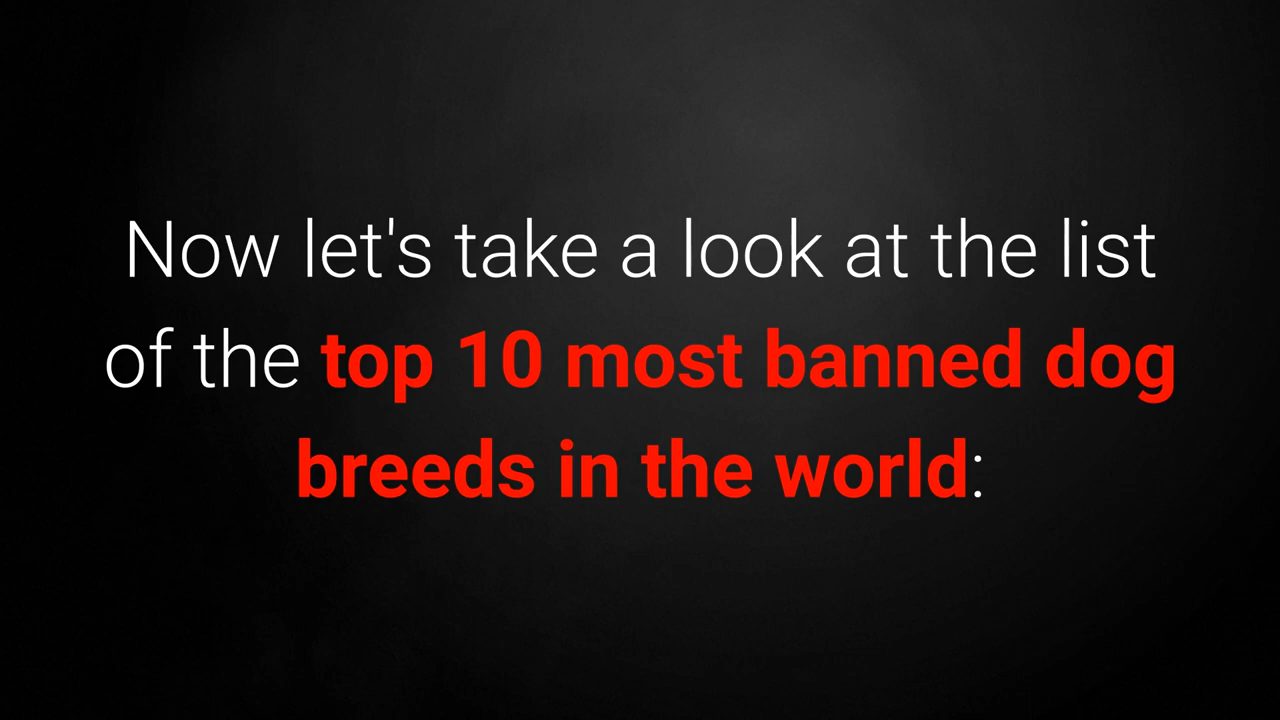 Now let's take a look at the list
of the top 10 most banned dog
breeds in the world: